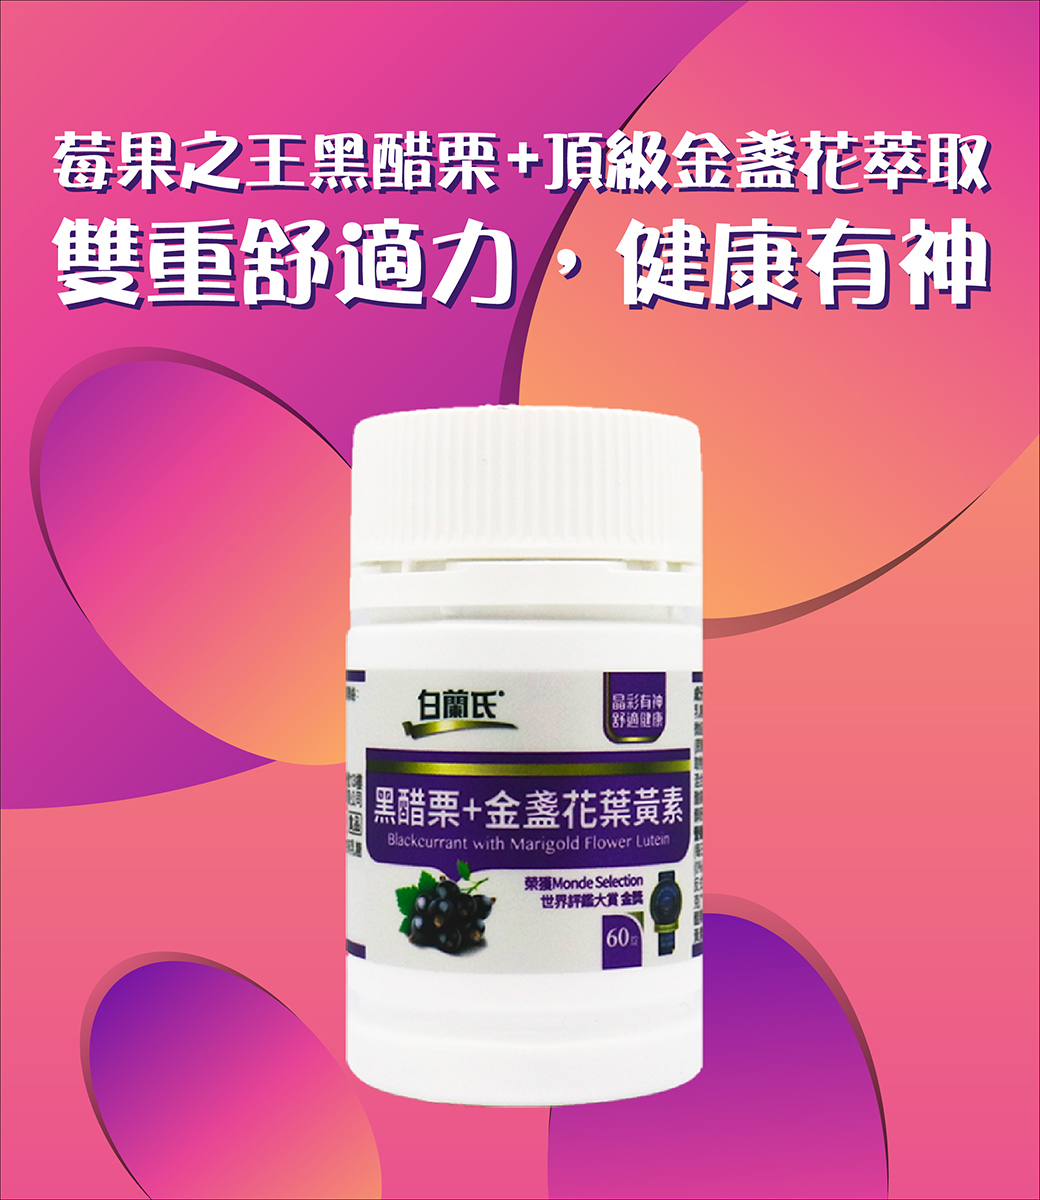 莓果之王黑醋栗+頂級金盞花萃取
雙重舒適力，健康有神
白蘭氏
晶彩有神
舒適健康
黑醋栗+金盞花葉黃素
Blackcurrant with Marigold Flower Lutein
榮獲Monde Selection
世界評鑑大賞 金獎
60錠